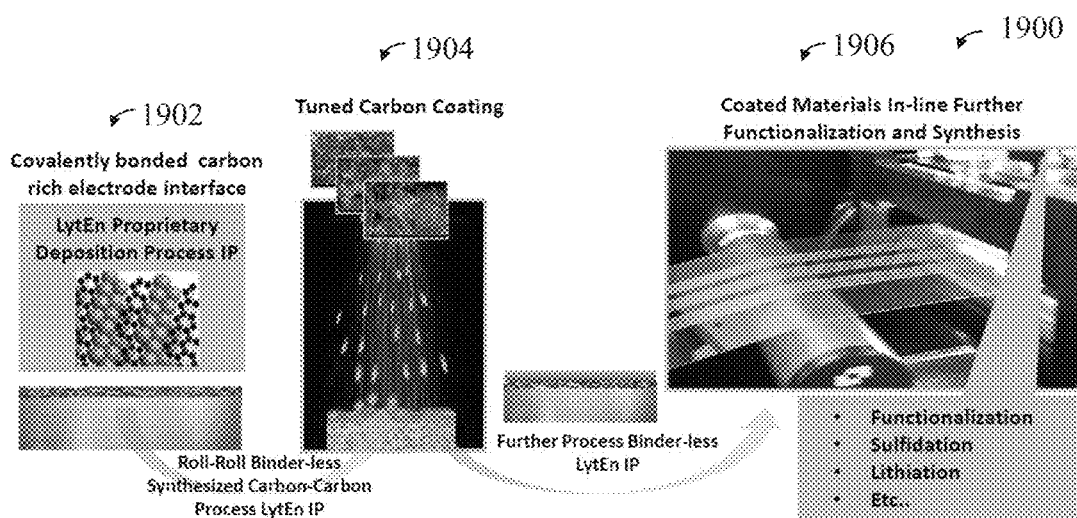 1900
1906
1904
1902
Tuned Carbon Coating
Coated Materials In-line Further
Functionalization and Synthesis
Covalently bonded carbon
rich electrode interface
LytEn Proprietary
Deposition Process IP
Roll-Roll Binder-less
Synthesized Carbon-Carbon
Process LytEn IP
Further Process Binder-less
LytEn IP
• Functionalization
• Sulfidation
• Lithiation
• Etc..